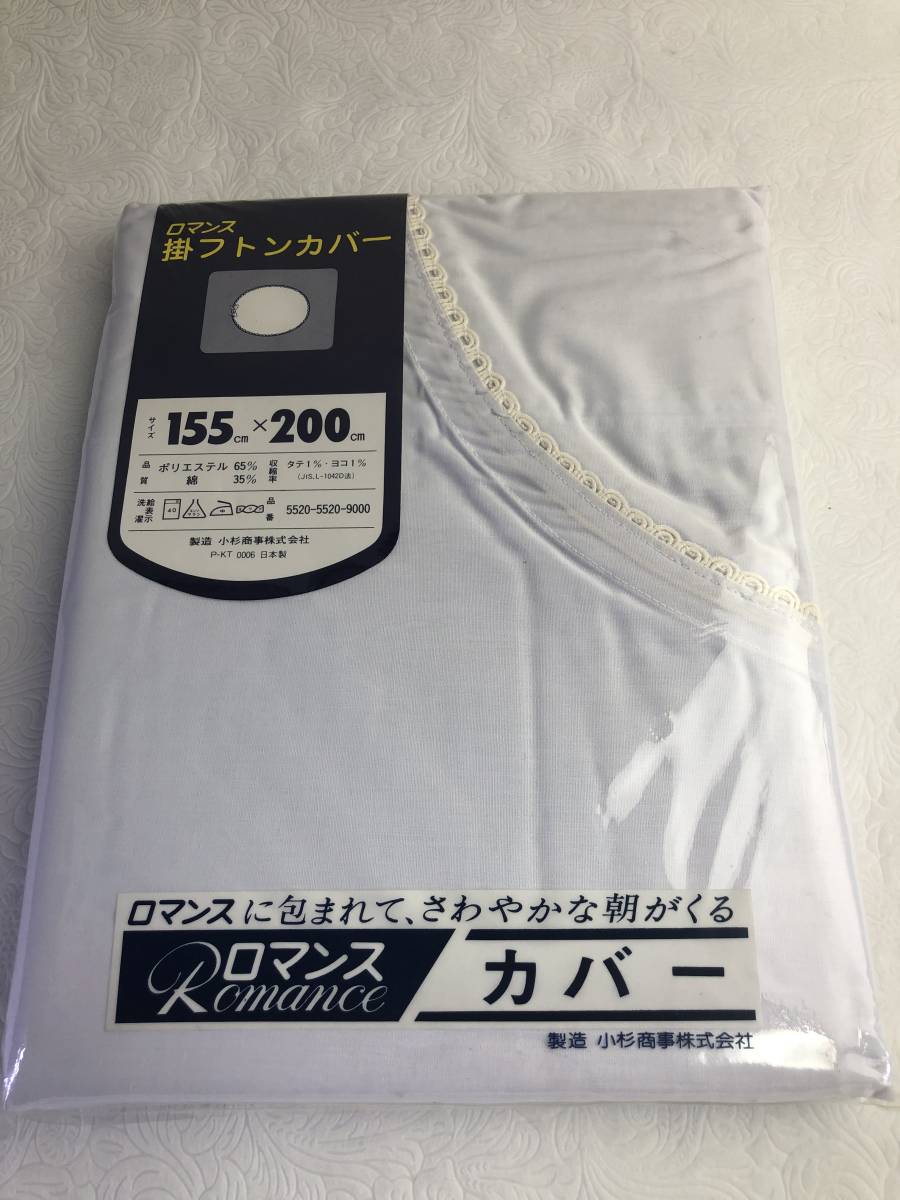 ロマンス
掛フトンカバー
サイズ 155cm×200cm
品質 ポリエステル 65% 綿 35% 収縮率 タテ1%・ヨコ1% (JIS,L-1042D法)
洗濯絵表示 40 中 品番 5520-5520-9000
製造 小杉商事株式会社
P-KT 0006 日本製
ロマンスに包まれて、さわやかな朝がくる
ロマンス
Romance
カバー
製造 小杉商事株式会社